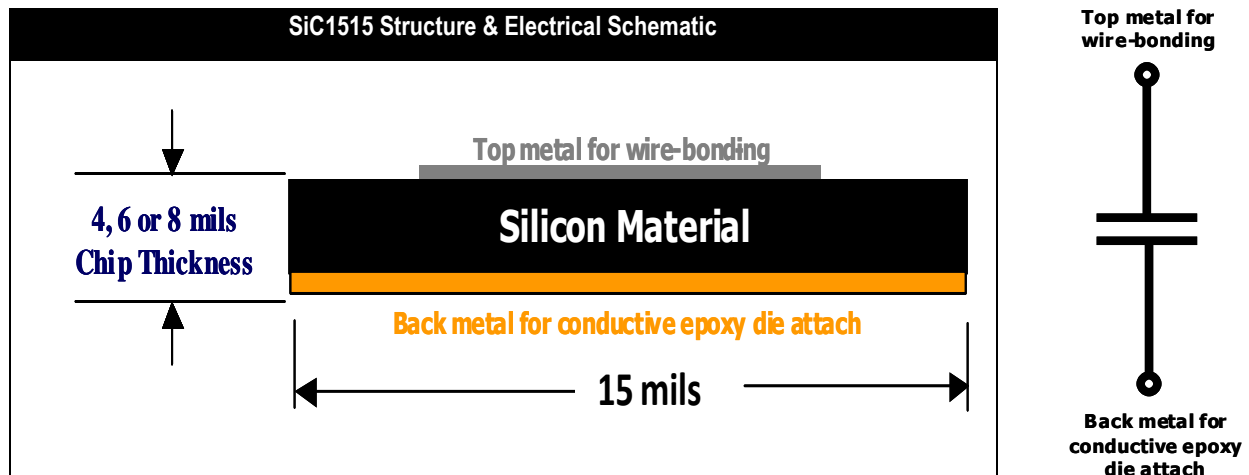 SiC1515 Structure & Electrical Schematic
Top metal for wire-bonding
Silicon Material
4, 6 or 8 mils
Chip Thickness
Back metal for conductive epoxy die attach
15 mils
Top metal for
wire-bonding
Back metal for
conductive epoxy
die attach